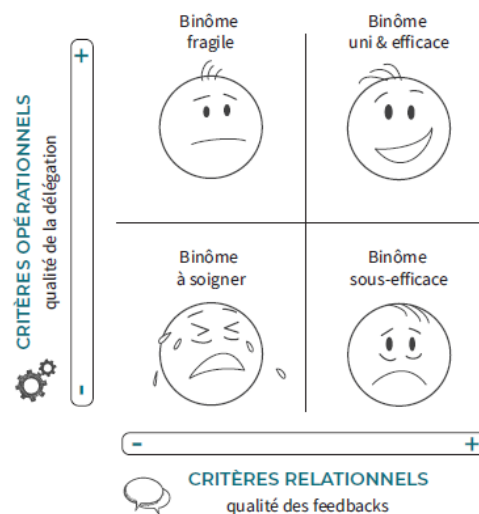 Binôme
fragile
Binôme
uni & efficace
+
CRITÈRES OPÉRATIONNELS
qualité de la délégation
-
Binôme
à soigner
Binôme
sous-efficace
- +
CRITÈRES RELATIONNELS
qualité des feedbacks